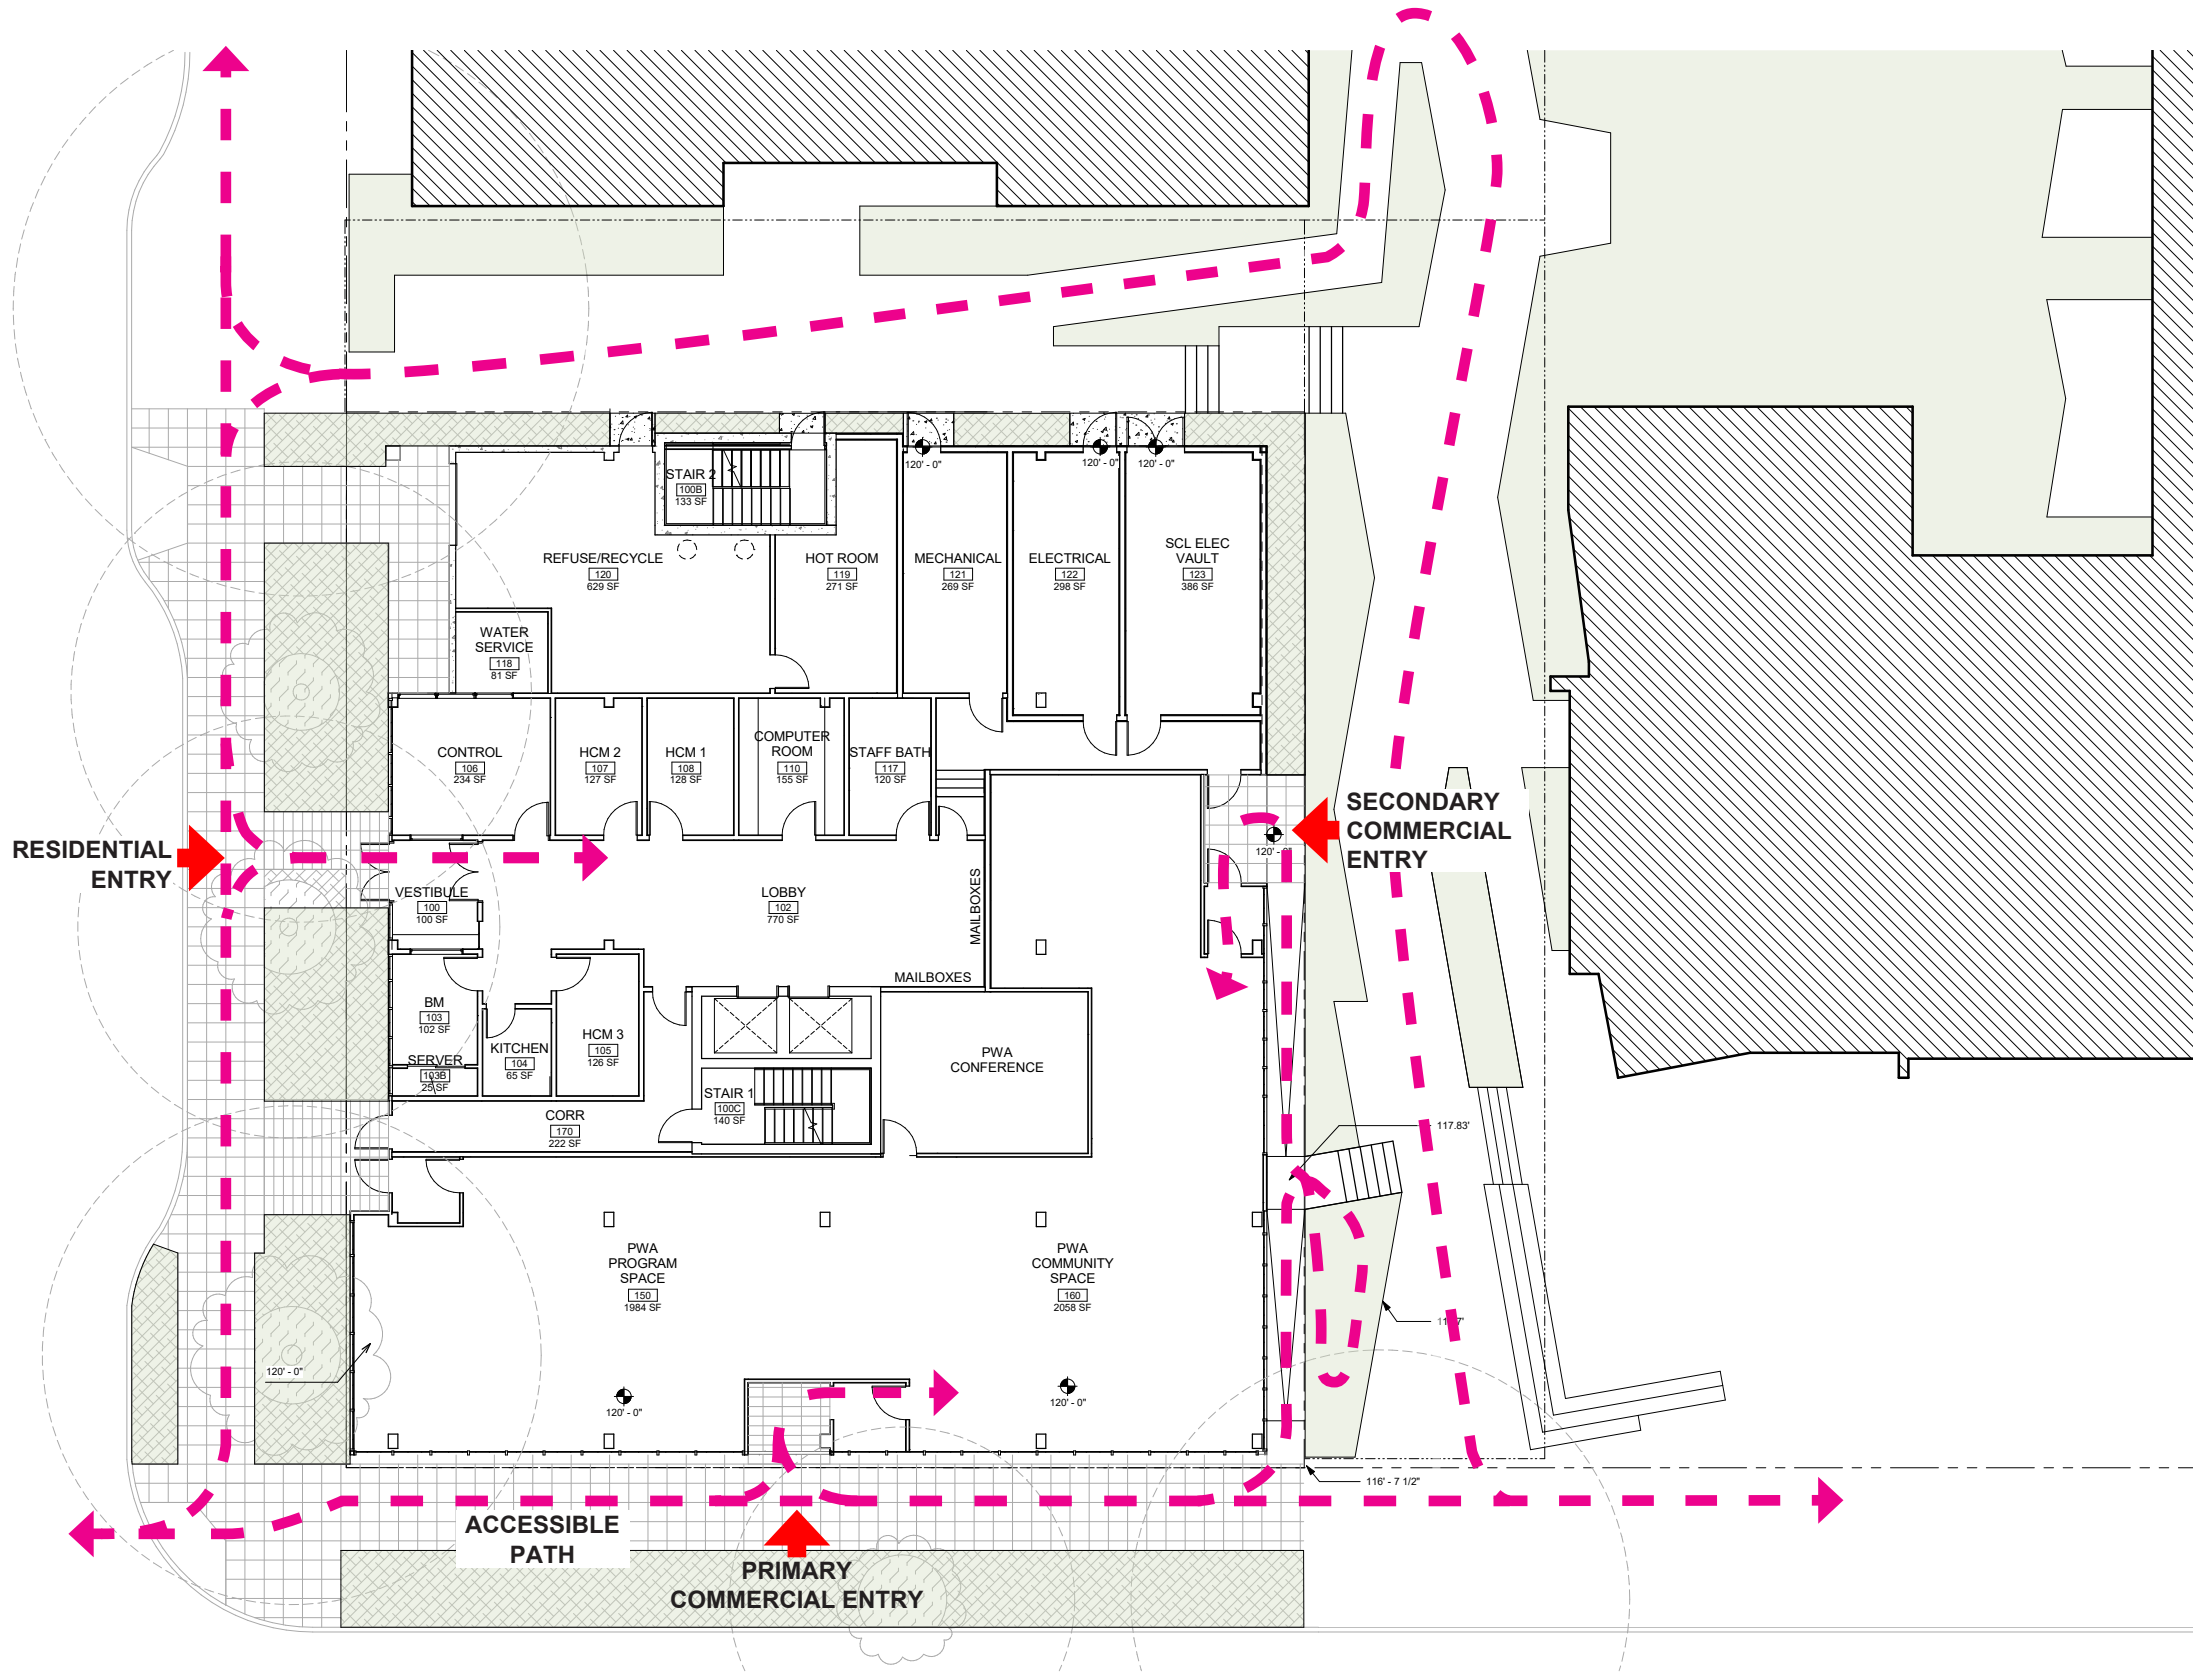 STAIR 2
100B
133 SF
120' - 0"
120' - 0"
120' - 0"
REFUSE/RECYCLE
120
629 SF
HOT ROOM
119
271 SF
MECHANICAL
121
269 SF
ELECTRICAL
122
298 SF
SCL ELEC
VAULT
123
386 SF
WATER
SERVICE
118
81 SF
CONTROL
106
234 SF
HCM 2
107
127 SF
HCM 1
108
128 SF
COMPUTER
ROOM
110
155 SF
STAFF BATH
117
120 SF
RESIDENTIAL
ENTRY
SECONDARY
COMMERCIAL
ENTRY
VESTIBULE
100
100 SF
LOBBY
102
770 SF
MAILBOXES
MAILBOXES
BM
103
102 SF
SERVER
103B
25 SF
KITCHEN
104
65 SF
HCM 3
105
126 SF
PWA
CONFERENCE
STAIR 1
100C
140 SF
CORR
170
222 SF
117.83'
PWA
PROGRAM
SPACE
150
1984 SF
PWA
COMMUNITY
SPACE
160
2058 SF
120' - 0"
120' - 0"
120' - 0"
116' - 7 1/2"
ACCESSIBLE
PATH
PRIMARY
COMMERCIAL ENTRY